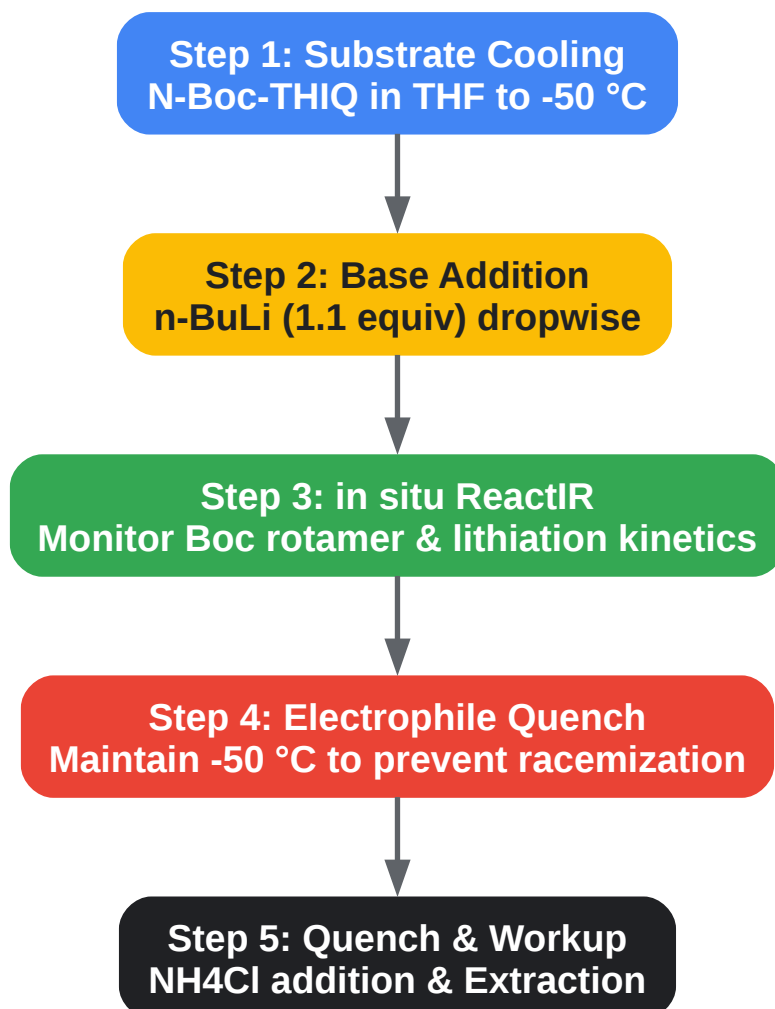 Step 1: Substrate Cooling
N-Boc-THIQ in THF to -50 °C
Step 2: Base Addition
n-BuLi (1.1 equiv) dropwise
Step 3: in situ ReactIR
Monitor Boc rotamer & lithiation kinetics
Step 4: Electrophile Quench
Maintain -50 °C to prevent racemization
Step 5: Quench & Workup
NH4Cl addition & Extraction